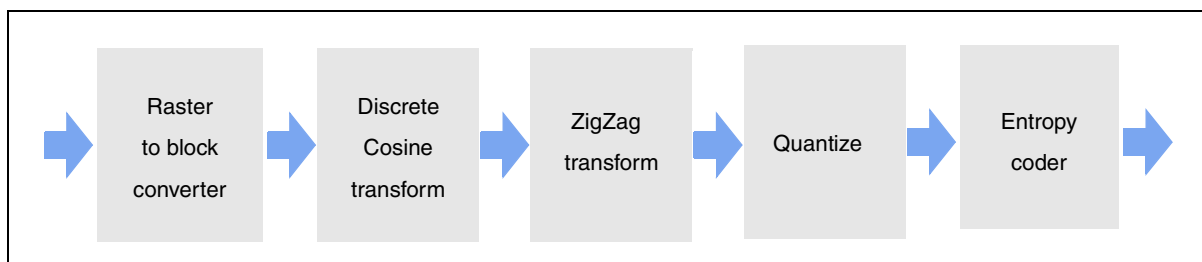 Raster
to block
converter
Discrete
Cosine
transform
ZigZag
transform
Quantize
Entropy
coder